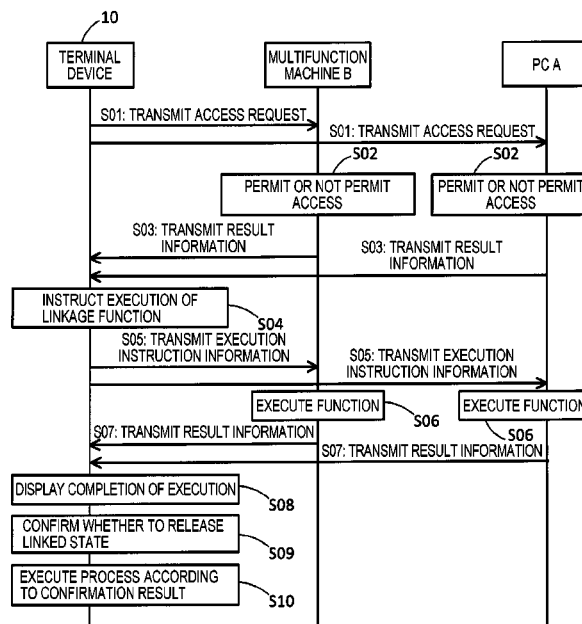 10
TERMINAL
DEVICE
MULTIFUNCTION
MACHINE B
PC A
S01: TRANSMIT ACCESS REQUEST
S01: TRANSMIT ACCESS REQUEST
S02
S02
PERMIT OR NOT PERMIT
ACCESS
PERMIT OR NOT PERMIT
ACCESS
S03: TRANSMIT RESULT
INFORMATION
S03: TRANSMIT RESULT
INFORMATION
INSTRUCT EXECUTION OF
LINKAGE FUNCTION
S04
S05: TRANSMIT EXECUTION
INSTRUCTION INFORMATION
S05: TRANSMIT EXECUTION
INSTRUCTION INFORMATION
EXECUTE FUNCTION
S06
EXECUTE FUNCTION
S06
S07: TRANSMIT RESULT INFORMATION
S07: TRANSMIT RESULT INFORMATION
DISPLAY COMPLETION OF EXECUTION
S08
CONFIRM WHETHER TO RELEASE
LINKED STATE
S09
EXECUTE PROCESS ACCORDING
TO CONFIRMATION RESULT
S10